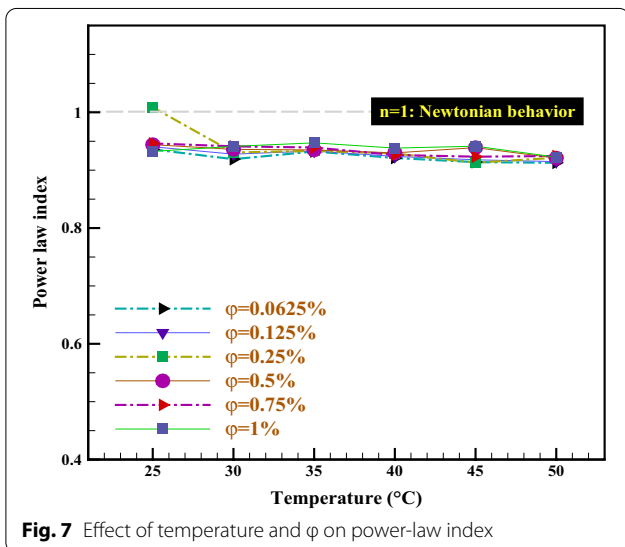 1
0.8
0.6
0.4
Power law index
n=1: Newtonian behavior
φ=0.0625%
φ=0.125%
φ=0.25%
φ=0.5%
φ=0.75%
φ=1%
25 30 35 40 45 50
Temperature (°C)
Fig. 7 Effect of temperature and φ on power-law index